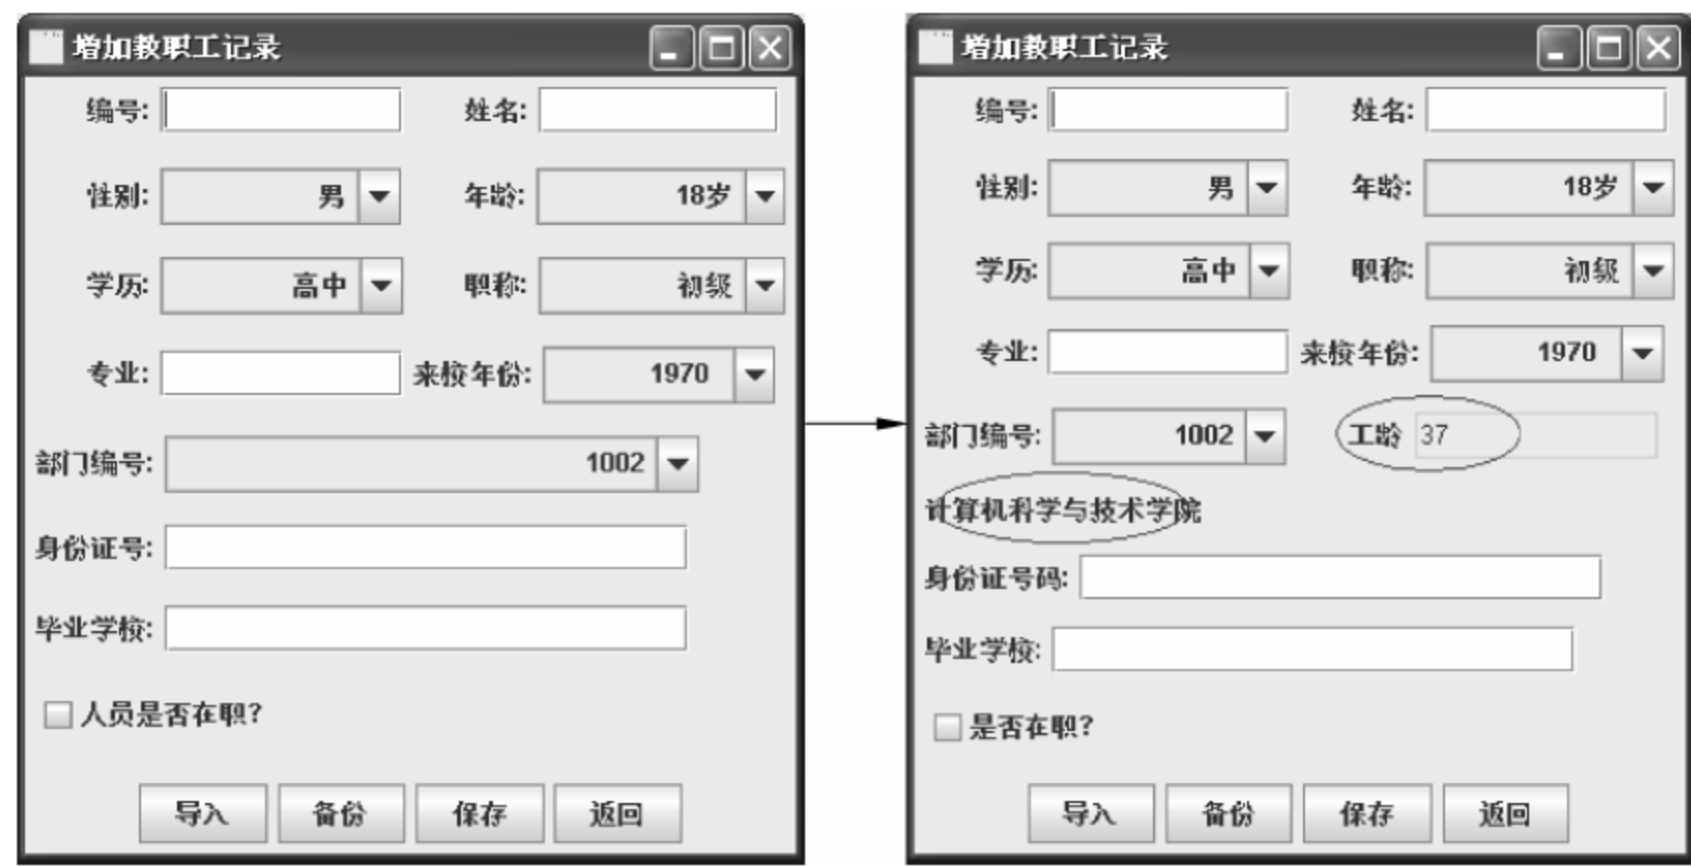 增加教职工记录
编号: 姓名:
性别: 男 年龄: 18岁
学历: 高中 职称: 初级
专业: 来校年份: 1970
部门编号: 1002
身份证号:
毕业学校:
人员是否在职?
导入 备份 保存 返回
增加教职工记录
编号: 姓名:
性别: 男 年龄: 18岁
学历: 高中 职称: 初级
专业: 来校年份: 1970
部门编号: 1002 工龄 37
计算机科学与技术学院
身份证号码:
毕业学校:
是否在职?
导入 备份 保存 返回